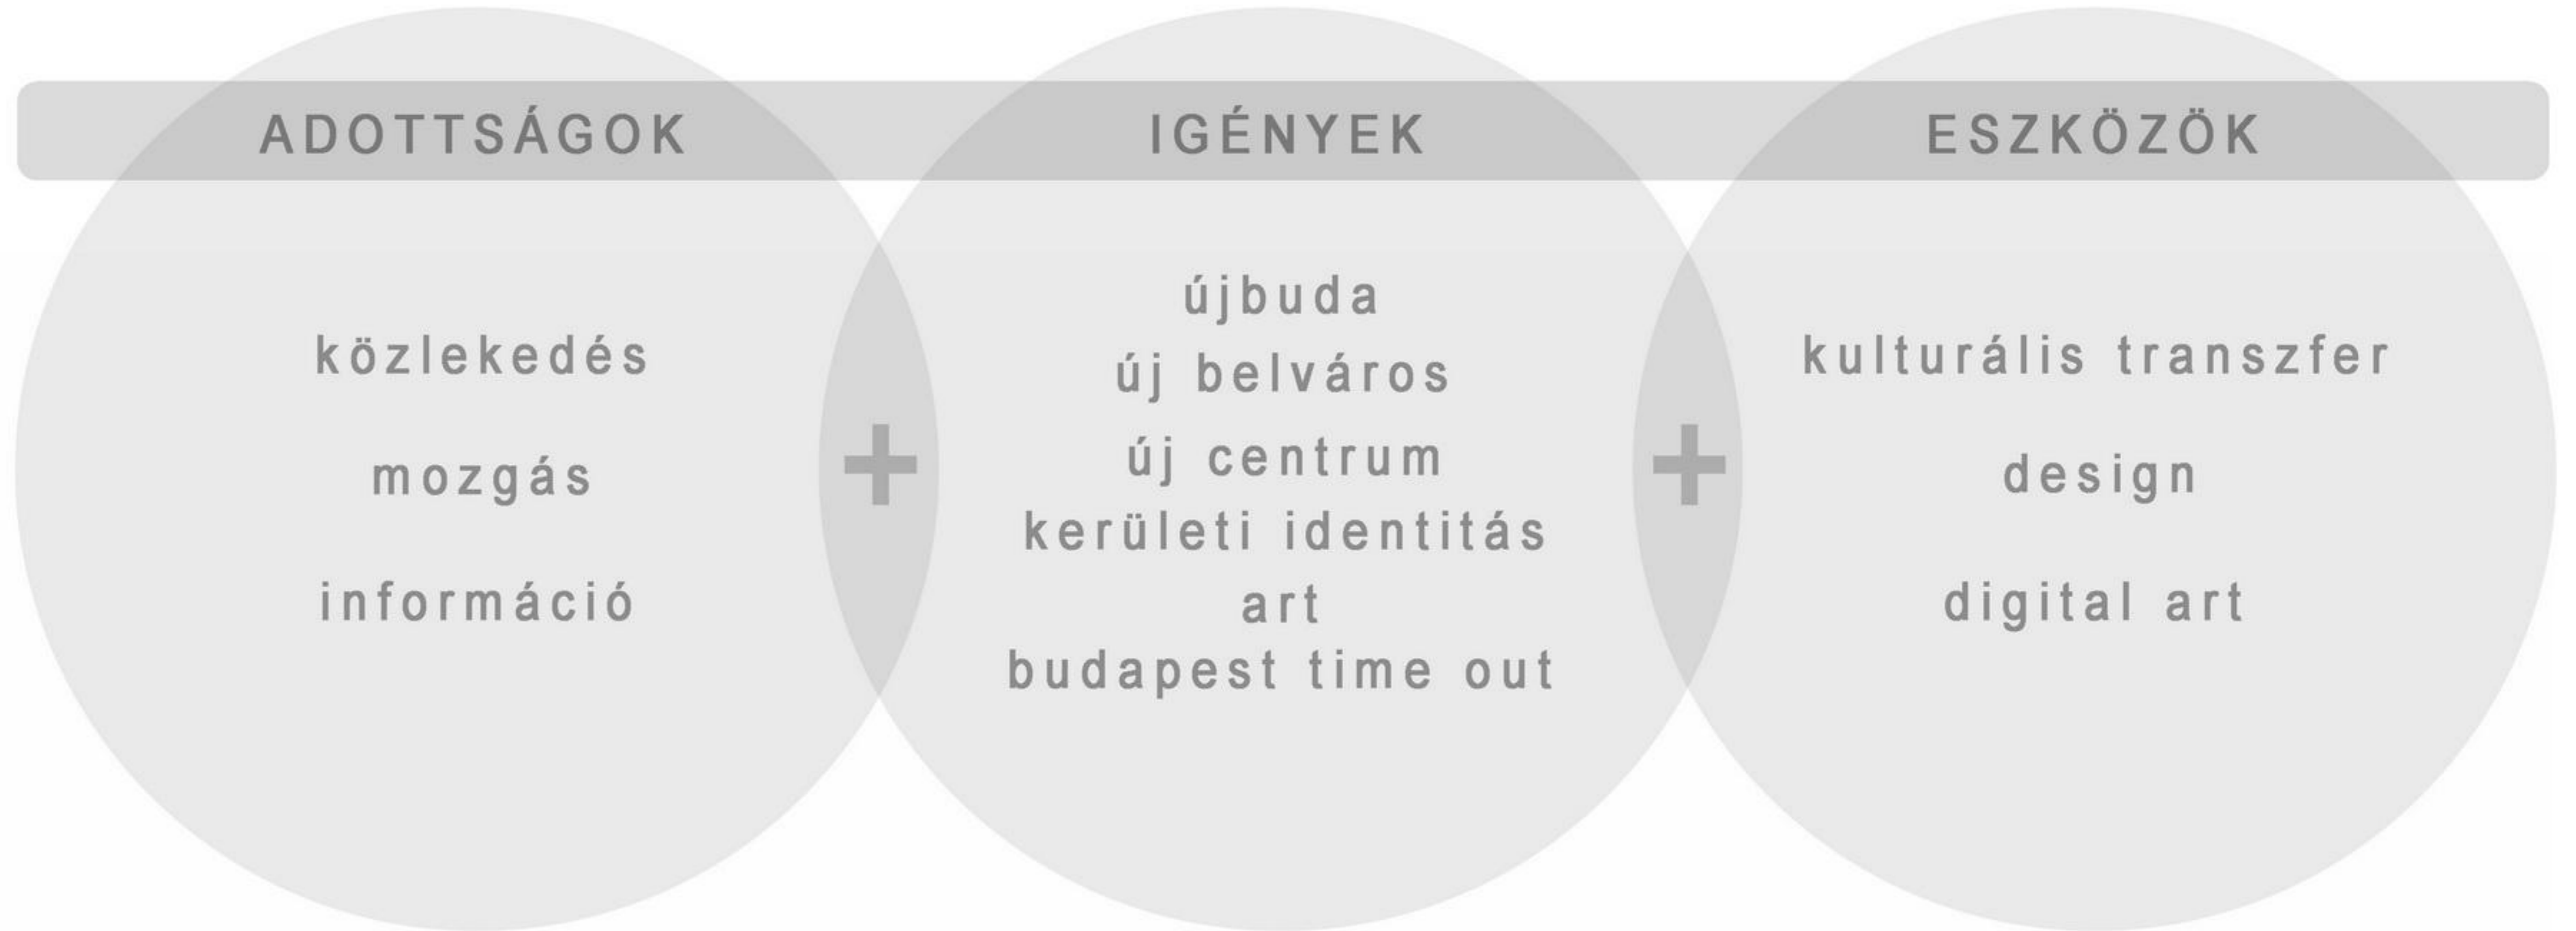 ADOTTSÁGOK
közlekedés
mozgás
információ
+
IGÉNYEK
újbuda
új belváros
új centrum
kerületi identitás
art
budapest time out
+
ESZKÖZÖK
kulturális transzfer
design
digital art